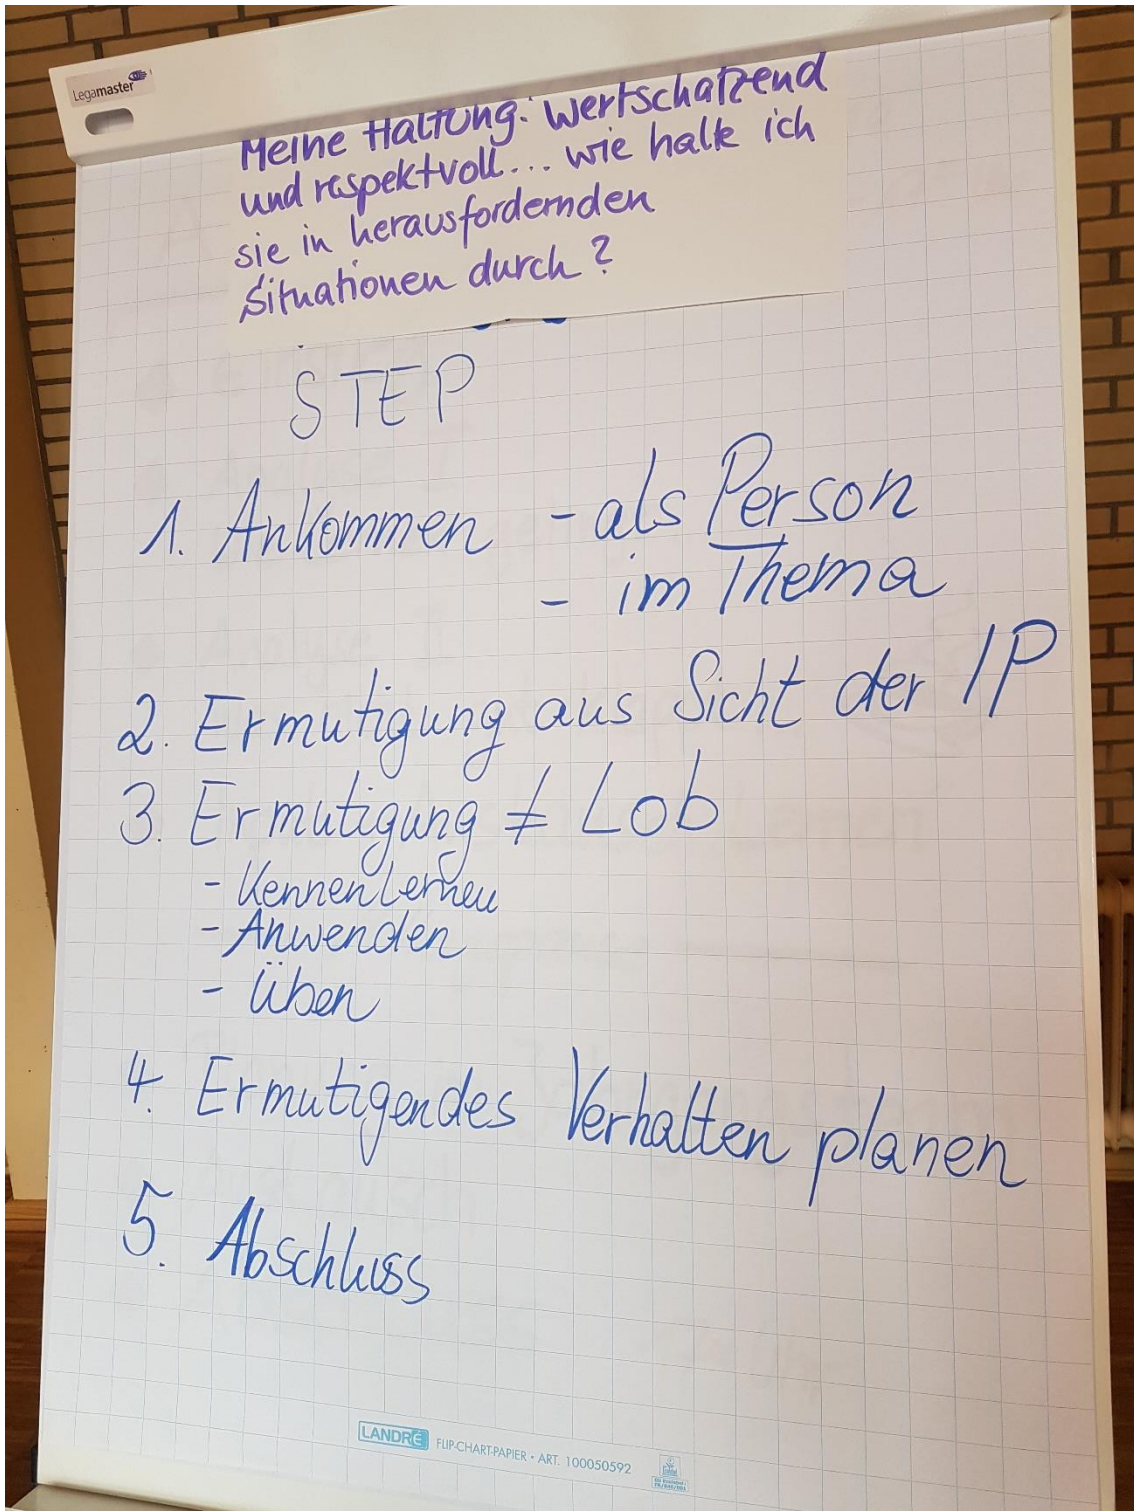 Legamaster
Meine Haltung: wertschätzend
und respektvoll... wie halte ich
sie in herausfordernden
Situationen durch?
STEP
1. Ankommen - als Person
- im Thema
2. Ermutigung aus Sicht der IP
3. Ermutigung ≠ Lob
- Kennenlernen
- Anwenden
- Üben
4. Ermutigendes Verhalten planen
5. Abschluss
LANDRÉ FLIP-CHART-PAPIER • ART. 100050592